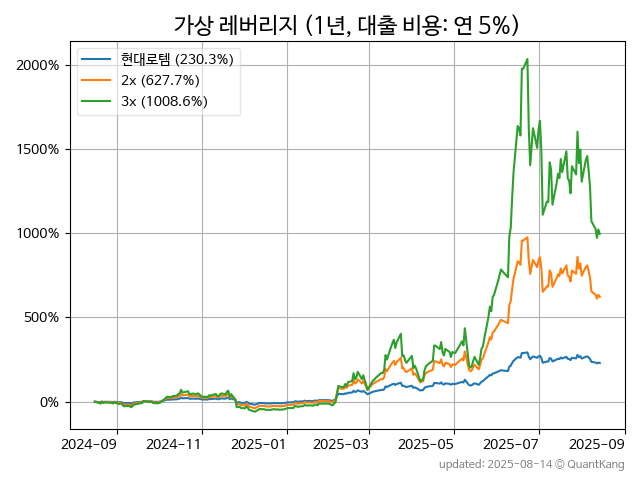 가상 레버리지 (1년, 대출 비용: 연 5%)
현대로템 (230.3%)
2x (627.7%)
3x (1008.6%)
2000%
1500%
1000%
500%
0%
2024-09 2024-11 2025-01 2025-03 2025-05 2025-07 2025-09
updated: 2025-08-14 © QuantKang